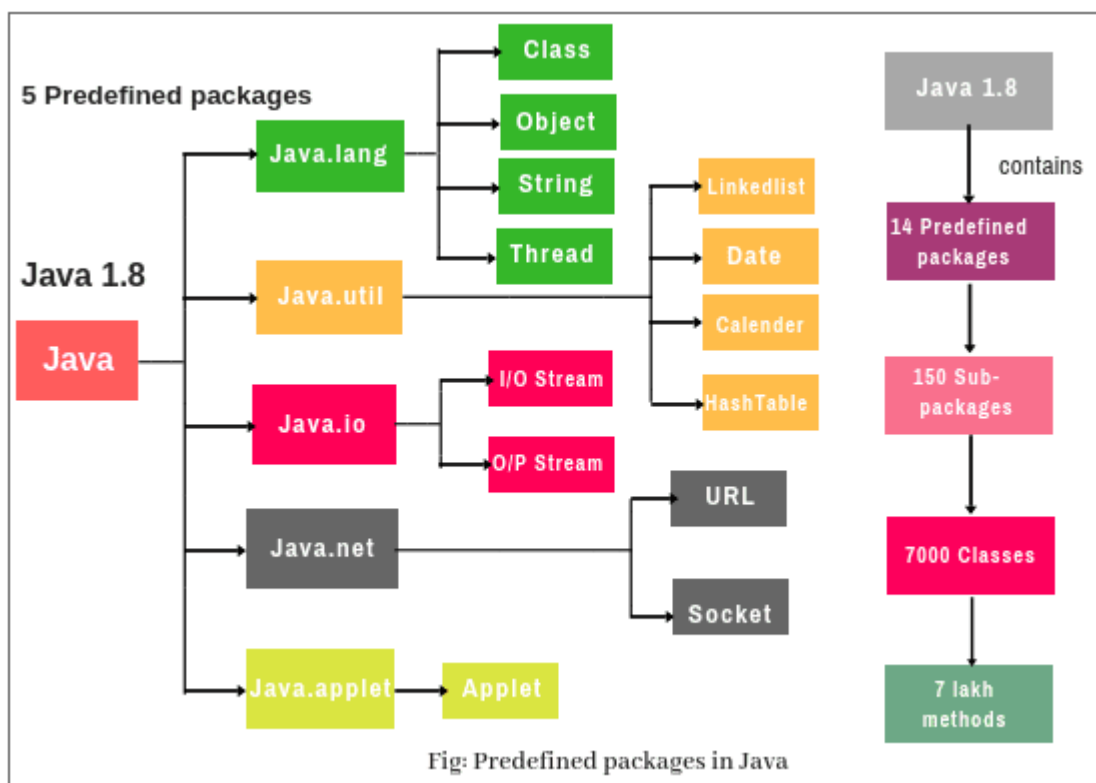 5 Predefined packages
Java 1.8
Java
Java.lang
Class
Object
String
Thread
Java.util
Linkedlist
Date
Calender
HashTable
Java.io
I/O Stream
O/P Stream
Java.net
URL
Socket
Java.applet
Applet
Java 1.8
contains
14 Predefined
packages
150 Sub-
packages
7000 Classes
7 lakh
methods
Fig: Predefined packages in Java